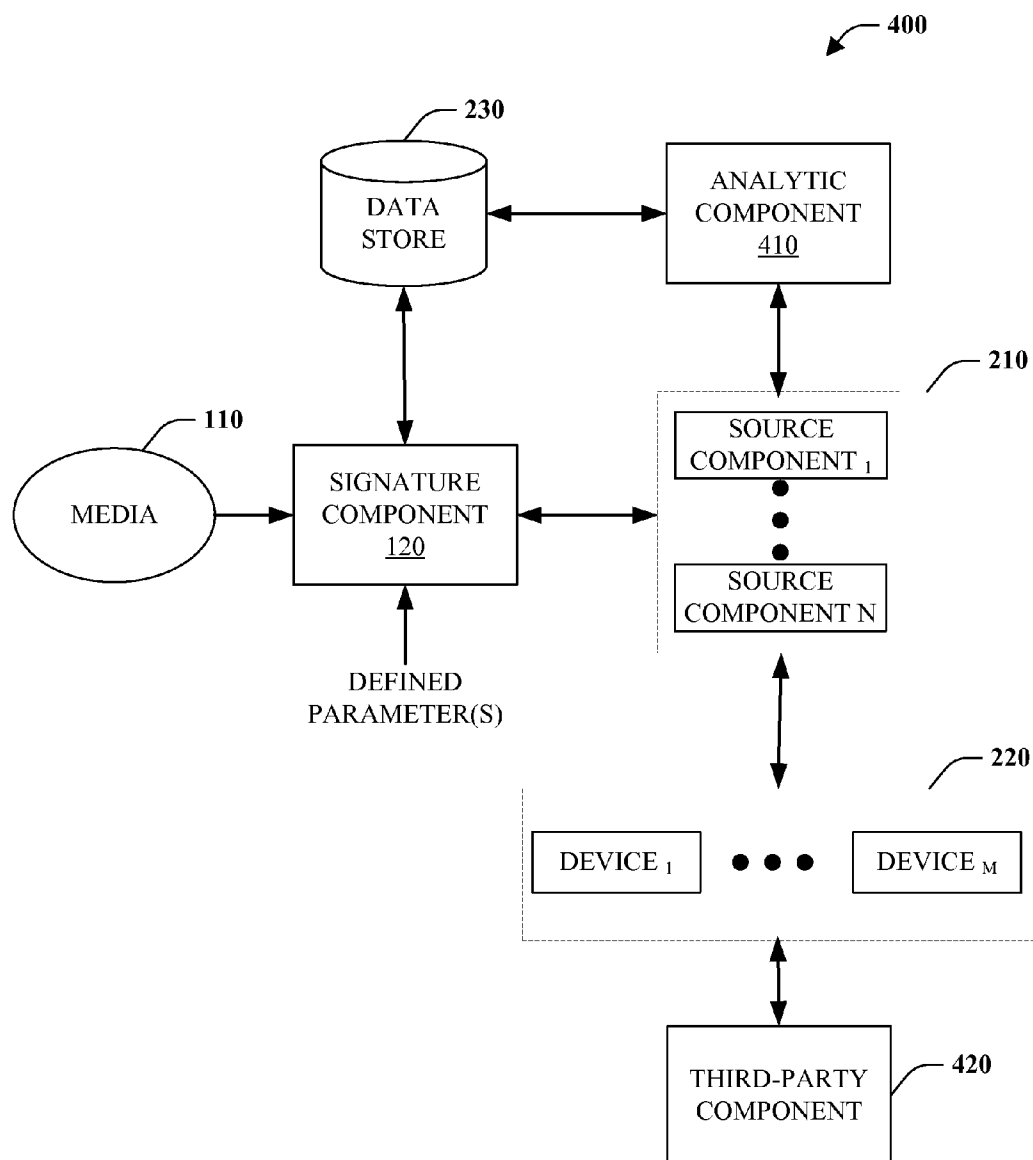 400
230
DATA
STORE
ANALYTIC
COMPONENT
410
210
110
SOURCE
COMPONENT 1
MEDIA
SIGNATURE
COMPONENT
120
SOURCE
COMPONENT N
DEFINED
PARAMETER(S)
220
DEVICE 1
DEVICE M
420
THIRD-PARTY
COMPONENT